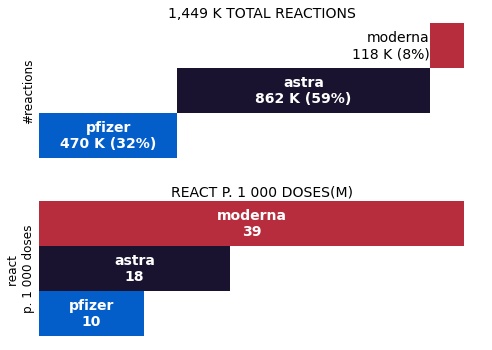 1,449 K TOTAL REACTIONS
moderna
118 K (8%)
astra
862 K (59%)
pfizer
470 K (32%)
#reactions
REACT P. 1 000 DOSES(M)
moderna
39
astra
18
pfizer
10
react
p. 1 000 doses